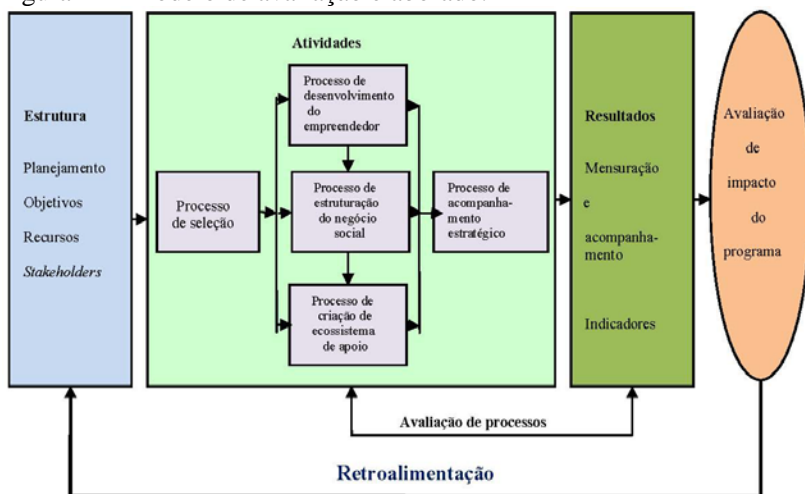 Atividades
Estrutura
Planejamento
Objetivos
Recursos
Stakeholders
Processo
de seleção
Processo de
desenvolvimento
do
empreendedor
Processo de
estruturação
do negócio
social
Processo de
criação de
ecossistema
de apoio
Processo de
acompanha-
mento
estratégico
Resultados
Mensuração
e
acompanha-
mento
Indicadores
Avaliação
de
impacto
do
programa
Avaliação de processos
Retroalimentação